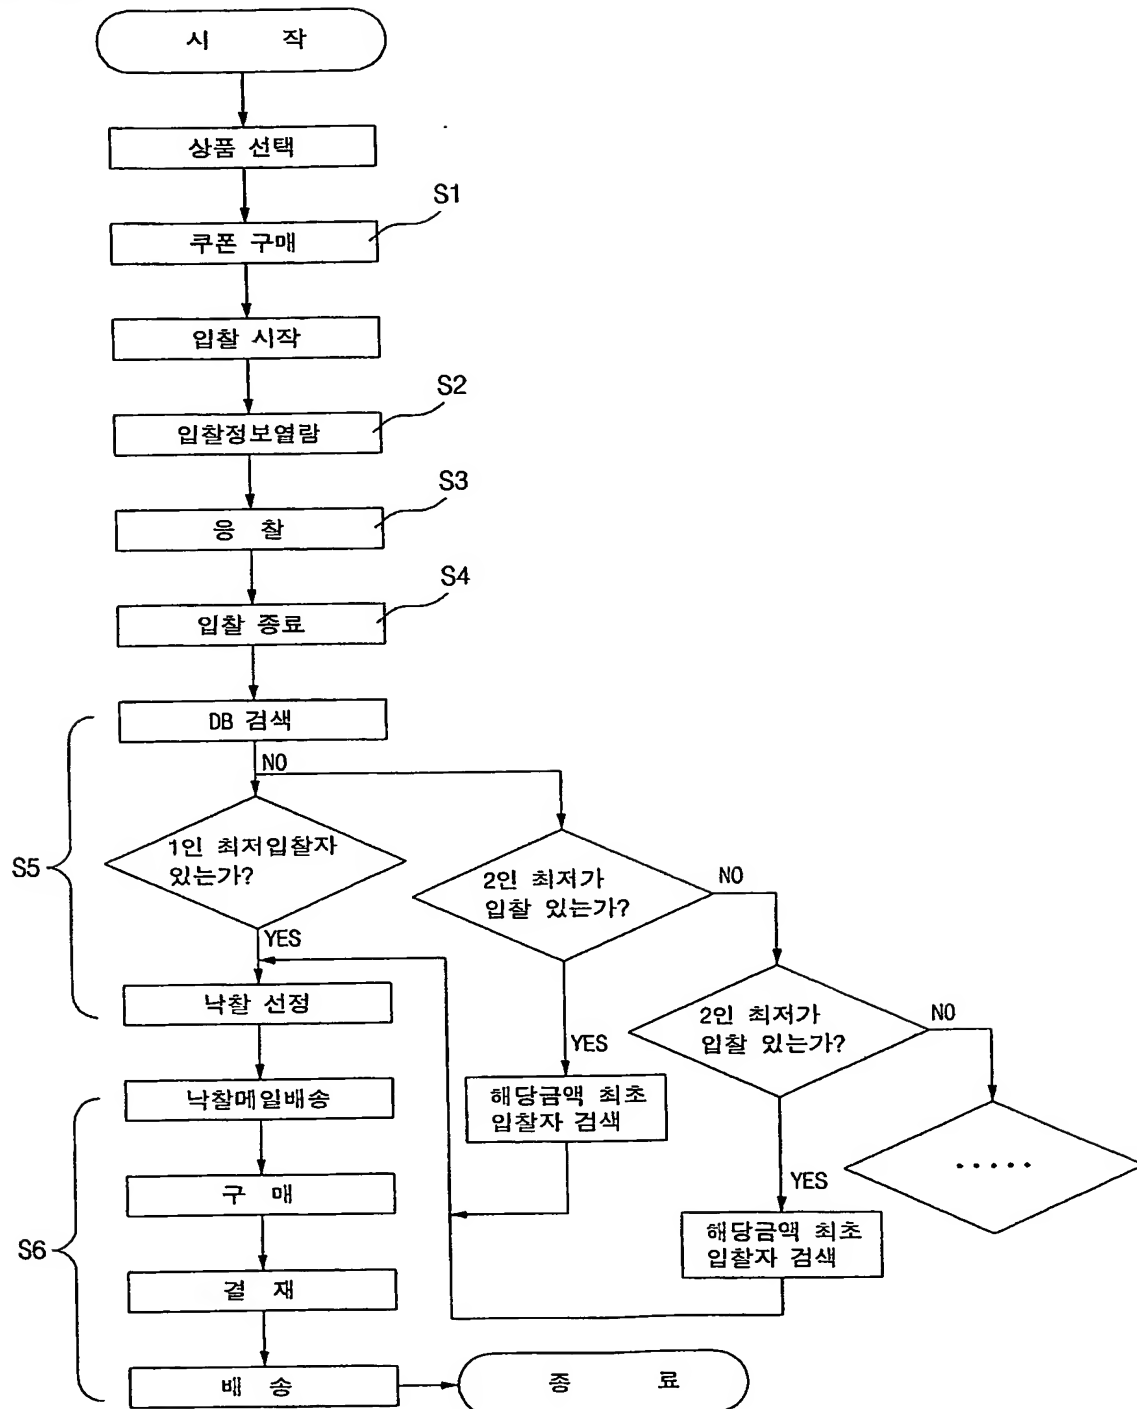 시 작
상품 선택
S1
쿠폰 구매
입찰 시작
S2
입찰정보열람
S3
응 찰
S4
입찰 종료
DB 검색
NO
1인 최저입찰자
있는가?
S5
2인 최저가
입찰 있는가?
NO
YES
낙찰 선정
2인 최저가
입찰 있는가?
NO
YES
해당금액 최초
입찰자 검색
낙찰메일배송
·····
YES
구 매
해당금액 최초
입찰자 검색
S6
결 재
배 송
종 료